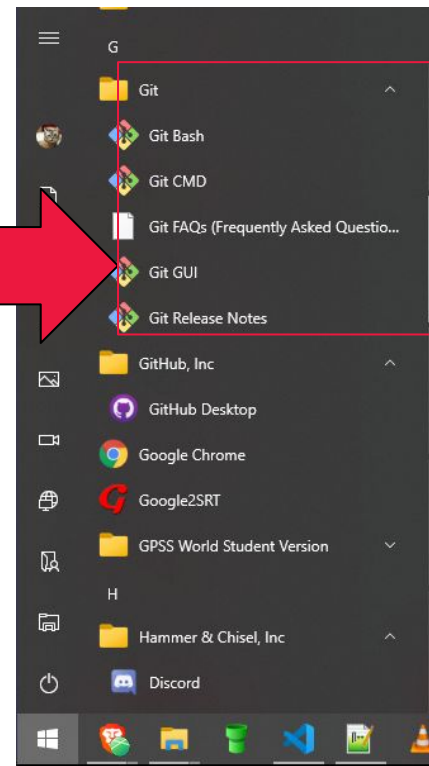 G
Git
Git Bash
Git CMD
Git FAQs (Frequently Asked Questio...
Git GUI
Git Release Notes
GitHub, Inc
GitHub Desktop
Google Chrome
Google2SRT
GPSS World Student Version
H
Hammer & Chisel, Inc
Discord